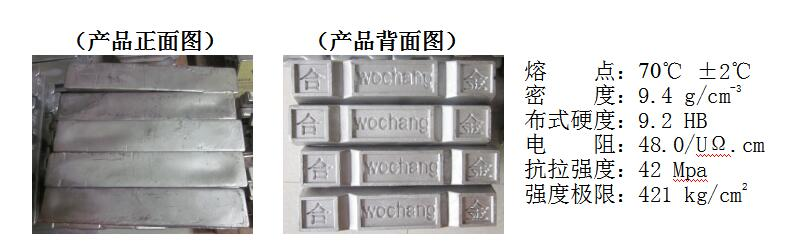 （产品正面图）
（产品背面图）
合 wochang 金
合 wochang 金
合 wochang 金
合 wochang 金
熔 点：70℃ ±2℃
密 度：9.4 g/cm⁻³
布式硬度：9.2 HB
电 阻：48.0/UΩ.cm
抗拉强度：42 Mpa
强度极限：421 kg/cm²